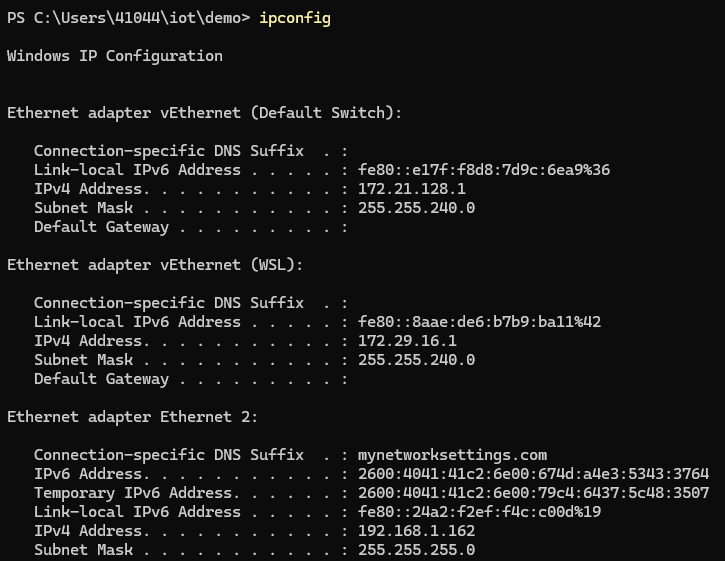 PS C:\Users\41044\iot\demo> ipconfig
Windows IP Configuration
Ethernet adapter vEthernet (Default Switch):
Connection-specific DNS Suffix  . :
Link-local IPv6 Address . . . . . : fe80::e17f:f8d8:7d9c:6ea9%36
IPv4 Address. . . . . . . . . . . : 172.21.128.1
Subnet Mask . . . . . . . . . . . : 255.255.240.0
Default Gateway . . . . . . . . . :
Ethernet adapter vEthernet (WSL):
Connection-specific DNS Suffix  . :
Link-local IPv6 Address . . . . . : fe80::8aae:de6:b7b9:ba11%42
IPv4 Address. . . . . . . . . . . : 172.29.16.1
Subnet Mask . . . . . . . . . . . : 255.255.240.0
Default Gateway . . . . . . . . . :
Ethernet adapter Ethernet 2:
Connection-specific DNS Suffix  . : mynetworksettings.com
IPv6 Address. . . . . . . . . . . : 2600:4041:41c2:6e00:674d:a4e3:5343:3764
Temporary IPv6 Address. . . . . . : 2600:4041:41c2:6e00:79c4:6437:5c48:3507
Link-local IPv6 Address . . . . . : fe80::24a2:f2ef:f4c:c00d%19
IPv4 Address. . . . . . . . . . . : 192.168.1.162
Subnet Mask . . . . . . . . . . . : 255.255.255.0